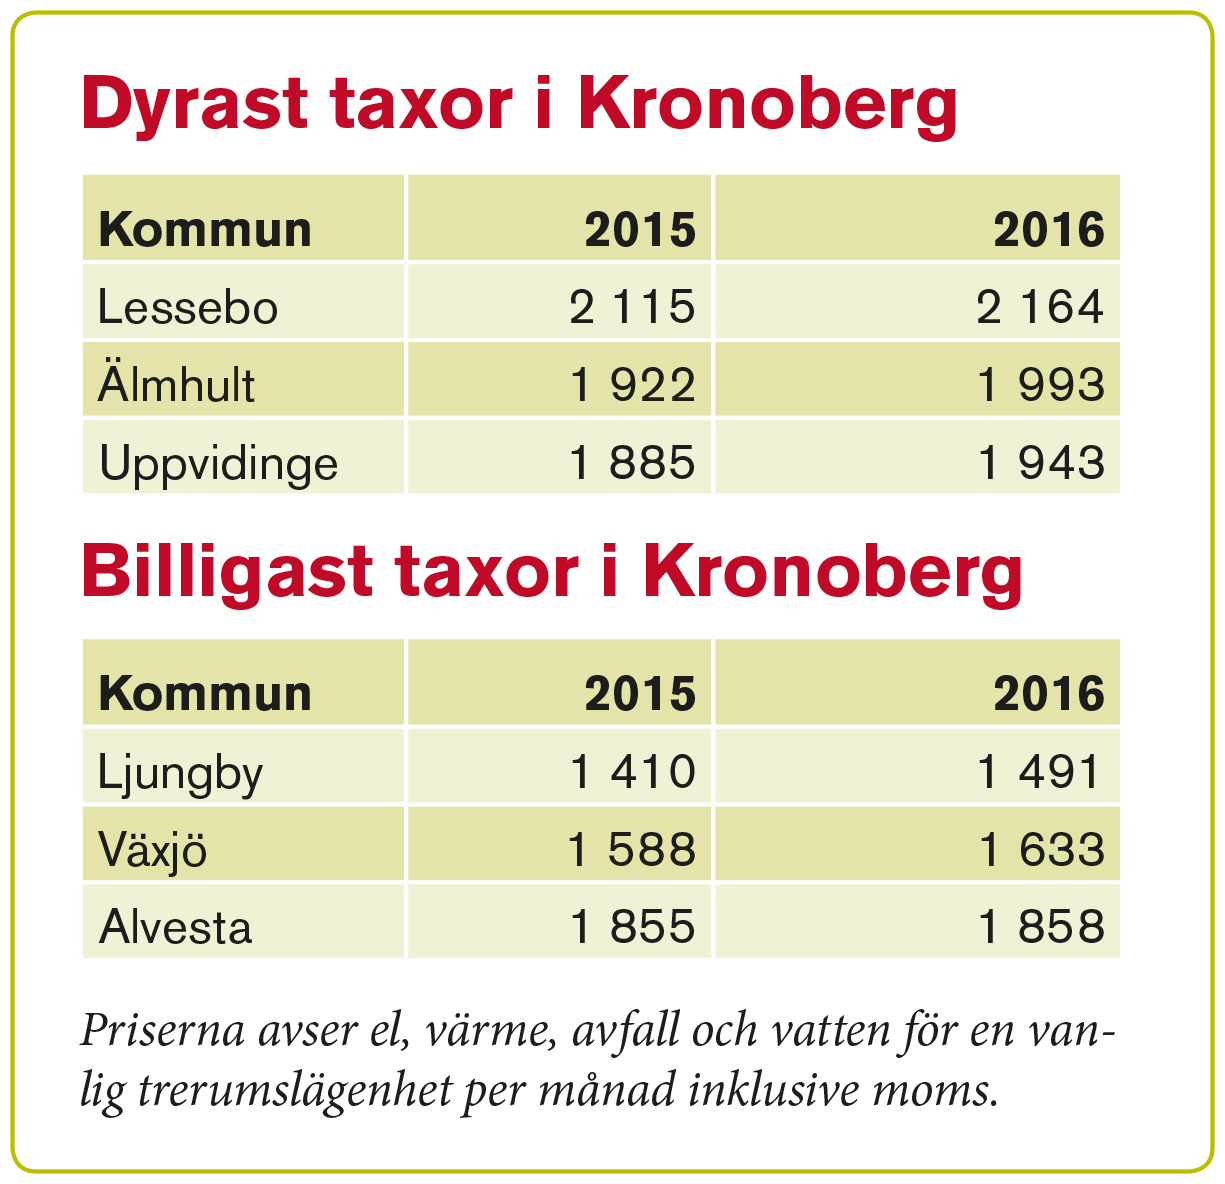 Dyrast taxor i Kronoberg
Kommun 2015 2016
Lessebo 2 115 2 164
Älmhult 1 922 1 993
Uppvidinge 1 885 1 943
Billigast taxor i Kronoberg
Kommun 2015 2016
Ljungby 1 410 1 491
Växjö 1 588 1 633
Alvesta 1 855 1 858
Priserna avser el, värme, avfall och vatten för en van-
lig trerumslägenhet per månad inklusive moms.